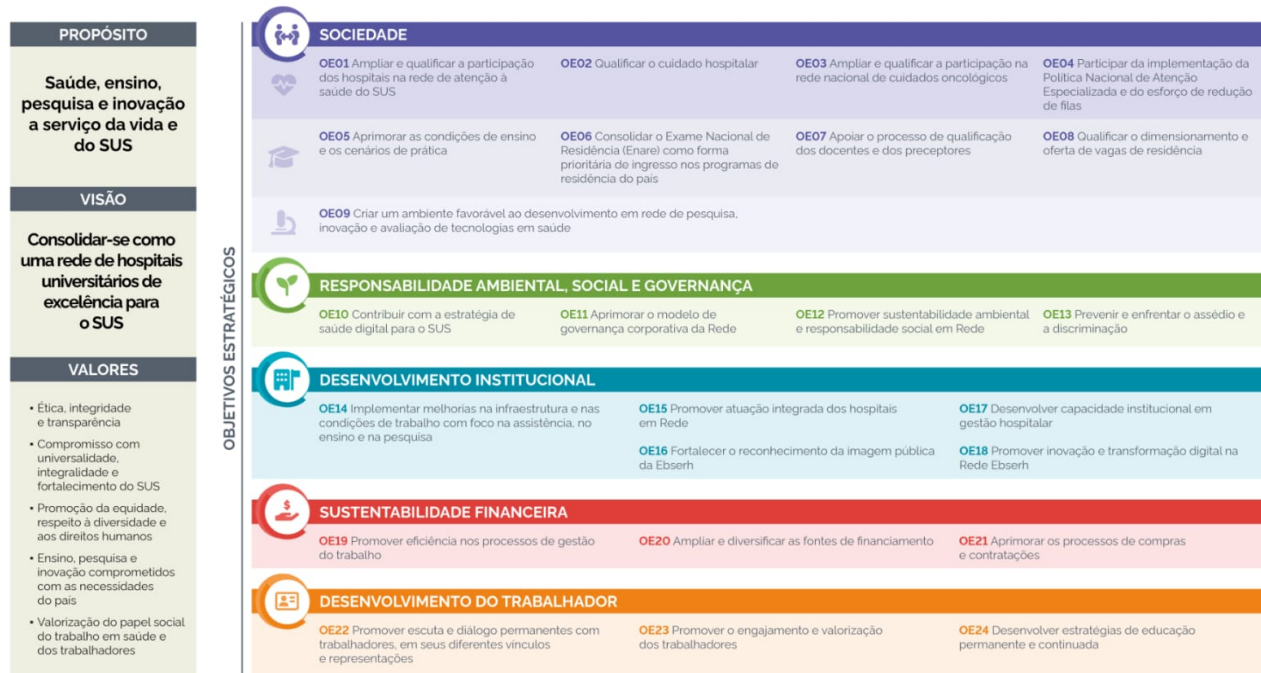 PROPÓSITO
Saúde, ensino,
pesquisa e inovação
a serviço da vida e
do SUS
VISÃO
Consolidar-se como
uma rede de hospitais
universitários de
excelência para
o SUS
VALORES
• Ética, integridade
e transparência
• Compromisso com
universalidade,
integralidade e
fortalecimento do SUS
• Promoção da equidade,
respeito à diversidade e
aos direitos humanos
• Ensino, pesquisa e
inovação comprometidos
com as necessidades
do país
• Valorização do papel social
do trabalho em saúde e
dos trabalhadores
OBJETIVOS ESTRATÉGICOS
SOCIEDADE
OE01 Ampliar e qualificar a participação
dos hospitais na rede de atenção à
saúde do SUS
OE02 Qualificar o cuidado hospitalar
OE03 Ampliar e qualificar a participação na
rede nacional de cuidados oncológicos
OE04 Participar da implementação da
Política Nacional de Atenção
Especializada e do esforço de redução
de filas
OE05 Aprimorar as condições de ensino
e os cenários de prática
OE06 Consolidar o Exame Nacional de
Residência (Enare) como forma
prioritária de ingresso nos programas de
residência do país
OE07 Apoiar o processo de qualificação
dos docentes e dos preceptores
OE08 Qualificar o dimensionamento e
oferta de vagas de residência
OE09 Criar um ambiente favorável ao desenvolvimento em rede de pesquisa,
inovação e avaliação de tecnologias em saúde
RESPONSABILIDADE AMBIENTAL, SOCIAL E GOVERNANÇA
OE10 Contribuir com a estratégia de
saúde digital para o SUS
OE11 Aprimorar o modelo de
governança corporativa da Rede
OE12 Promover sustentabilidade ambiental
e responsabilidade social em Rede
OE13 Prevenir e enfrentar o assédio e
a discriminação
DESENVOLVIMENTO INSTITUCIONAL
OE14 Implementar melhorias na infraestrutura e nas
condições de trabalho com foco na assistência, no
ensino e na pesquisa
OE15 Promover atuação integrada dos hospitais
em Rede
OE16 Fortalecer o reconhecimento da imagem pública
da Ebserh
OE17 Desenvolver capacidade institucional em
gestão hospitalar
OE18 Promover inovação e transformação digital na
Rede Ebserh
SUSTENTABILIDADE FINANCEIRA
OE19 Promover eficiência nos processos de gestão
do trabalho
OE20 Ampliar e diversificar as fontes de financiamento
OE21 Aprimorar os processos de compras
e contratações
DESENVOLVIMENTO DO TRABALHADOR
OE22 Promover escuta e diálogo permanentes com
trabalhadores, em seus diferentes vínculos
e representações
OE23 Promover o engajamento e valorização
dos trabalhadores
OE24 Desenvolver estratégias de educação
permanente e continuada